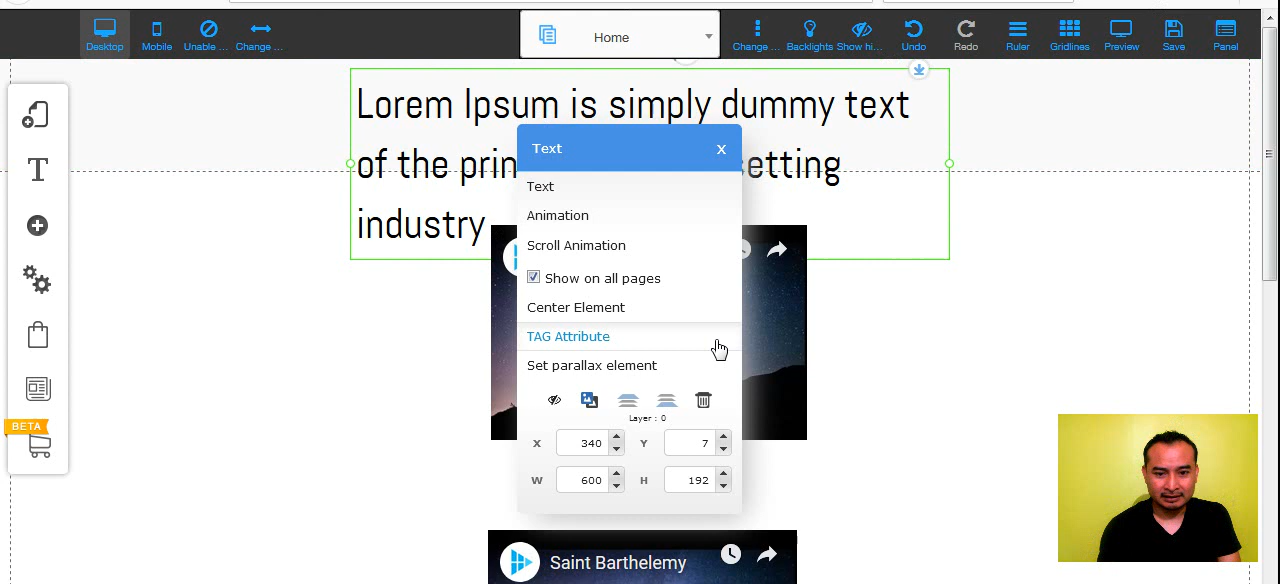 Desktop
Mobile
Unable ...
Change ...
Home
Change ...
Backlights
Show hi...
Undo
Redo
Ruler
Gridlines
Preview
Save
Panel
Lorem Ipsum is simply dummy text
of the prin
setting
industry
Text
X
Text
Animation
Scroll Animation
Show on all pages
Center Element
TAG Attribute
Set parallax element
Layer : 0
X 340 Y 7
W 600 H 192
T
BETA
Saint Barthelemy